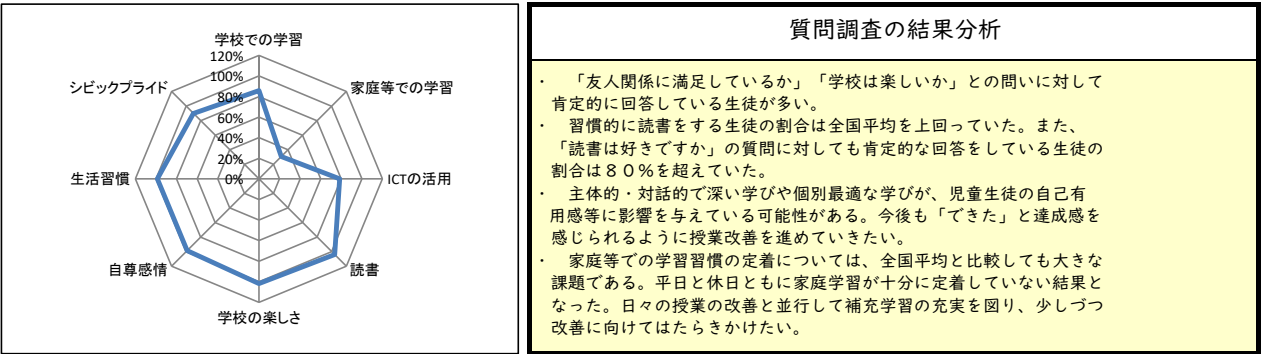 学校での学習
120%
100%
80%
60%
40%
20%
0%
家庭等での学習
ICTの活用
読書
学校の楽しさ
自尊感情
生活習慣
シビックプライド
質問調査の結果分析
・ 「友人関係に満足しているか」「学校は楽しいか」との問いに対して
肯定的に回答している生徒が多い。
・ 習慣的に読書をする生徒の割合は全国平均を上回っていた。また、
「読書は好きですか」の質問に対しても肯定的な回答をしている生徒の
割合は８０％を超えていた。
・ 主体的・対話的で深い学びや個別最適な学びが、児童生徒の自己有
用感等に影響を与えている可能性がある。今後も「できた」と達成感を
感じられるように授業改善を進めていきたい。
・ 家庭等での学習習慣の定着については、全国平均と比較しても大きな
課題である。平日と休日ともに家庭学習が十分に定着していない結果と
なった。日々の授業の改善と並行して補充学習の充実を図り、少しづつ
改善に向けてはたらきかけたい。